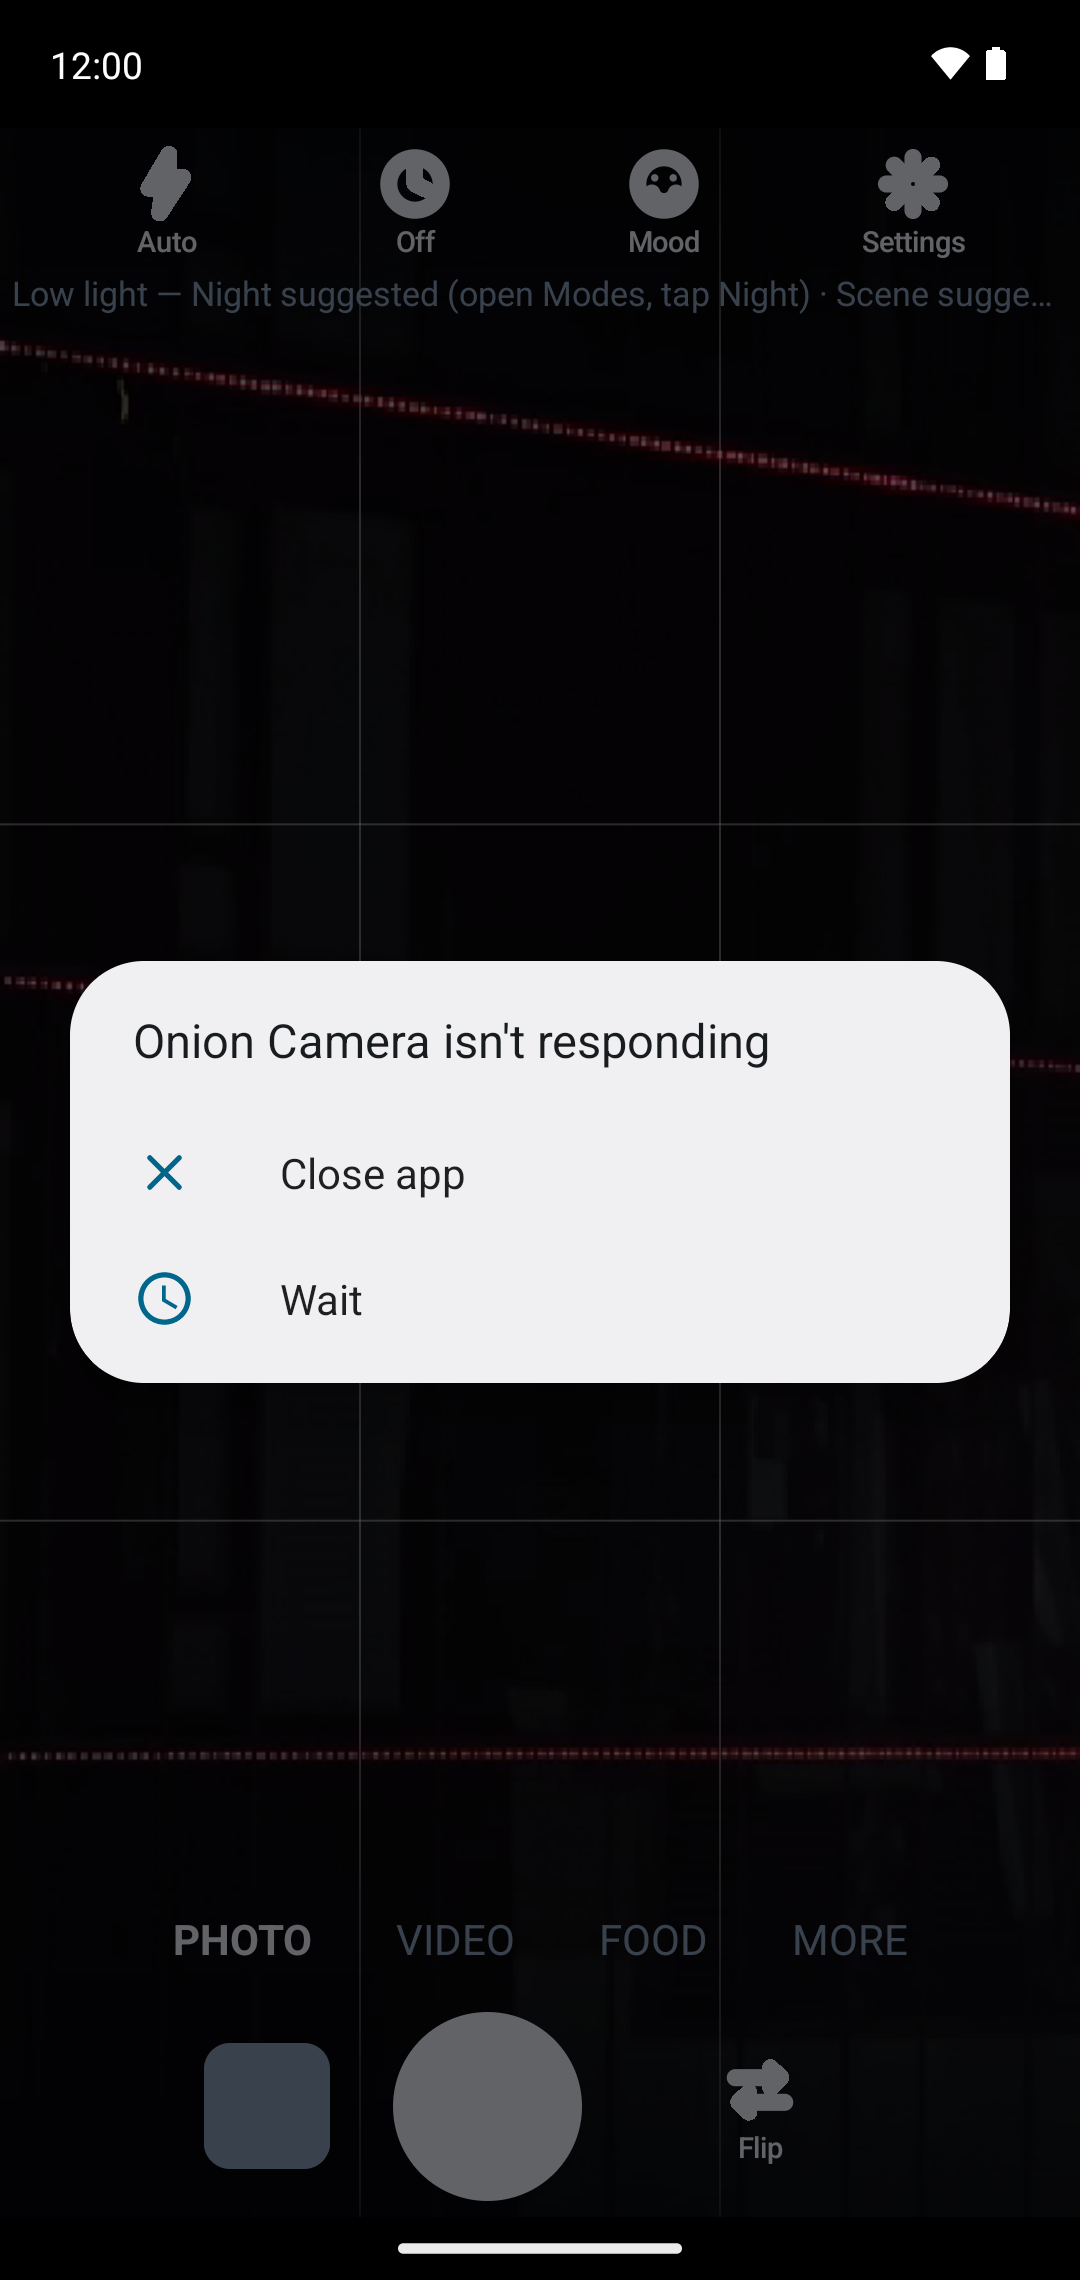 12:00
Auto
Off
Mood
Settings
Low light — Night suggested (open Modes, tap Night) · Scene sugge…
Onion Camera isn't responding
Close app
Wait
PHOTO
VIDEO
FOOD
MORE
Flip